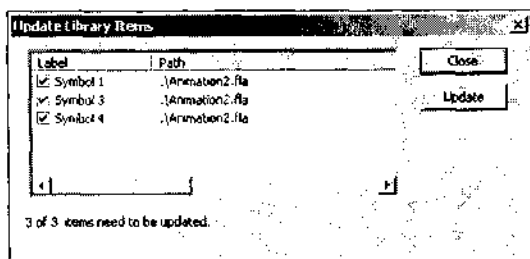 Update Library Items
Label Path
Symbol 1 .\Animation2.fla
Symbol 3 .\Animation2.fla
Symbol 4 .\Animation2.fla
Close
Update
3 of 3 items need to be updated.